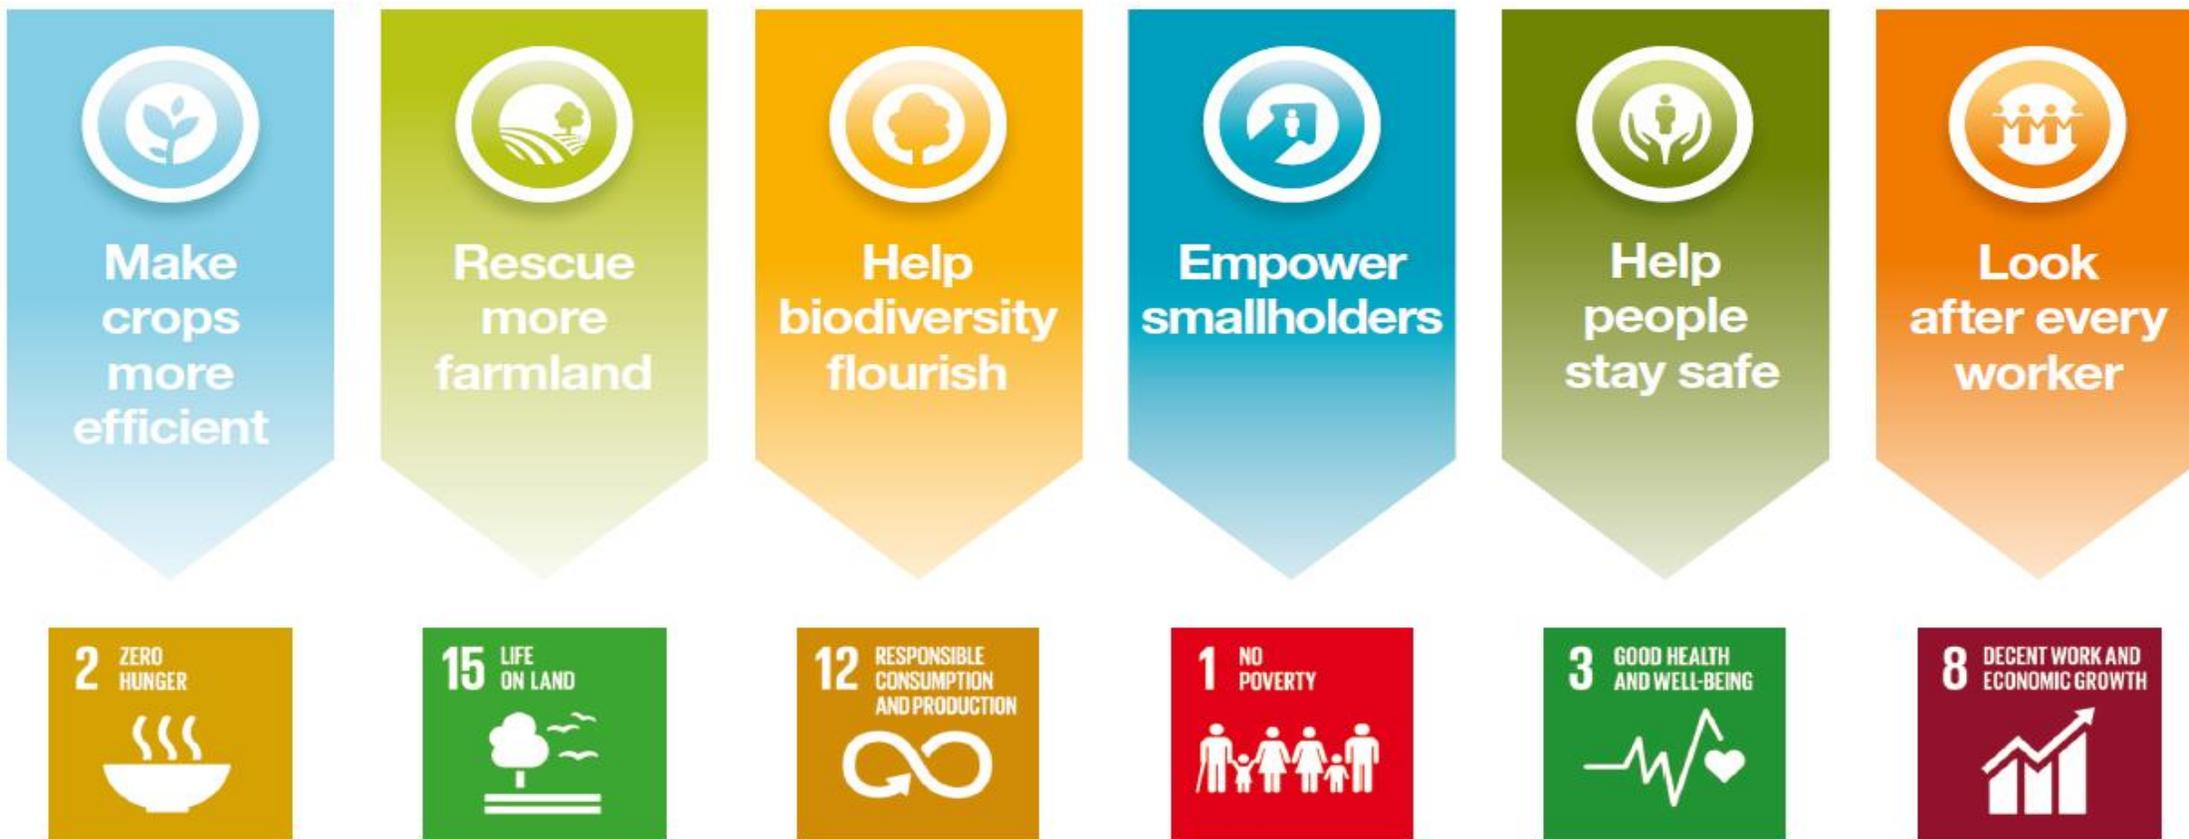 Make
crops
more
efficient
Rescue
more
farmland
Help
biodiversity
flourish
Empower
smallholders
Help
people
stay safe
Look
after every
worker
2 ZERO
HUNGER
15 LIFE
ON LAND
12 RESPONSIBLE
CONSUMPTION
AND PRODUCTION
1 NO
POVERTY
3 GOOD HEALTH
AND WELL-BEING
8 DECENT WORK AND
ECONOMIC GROWTH